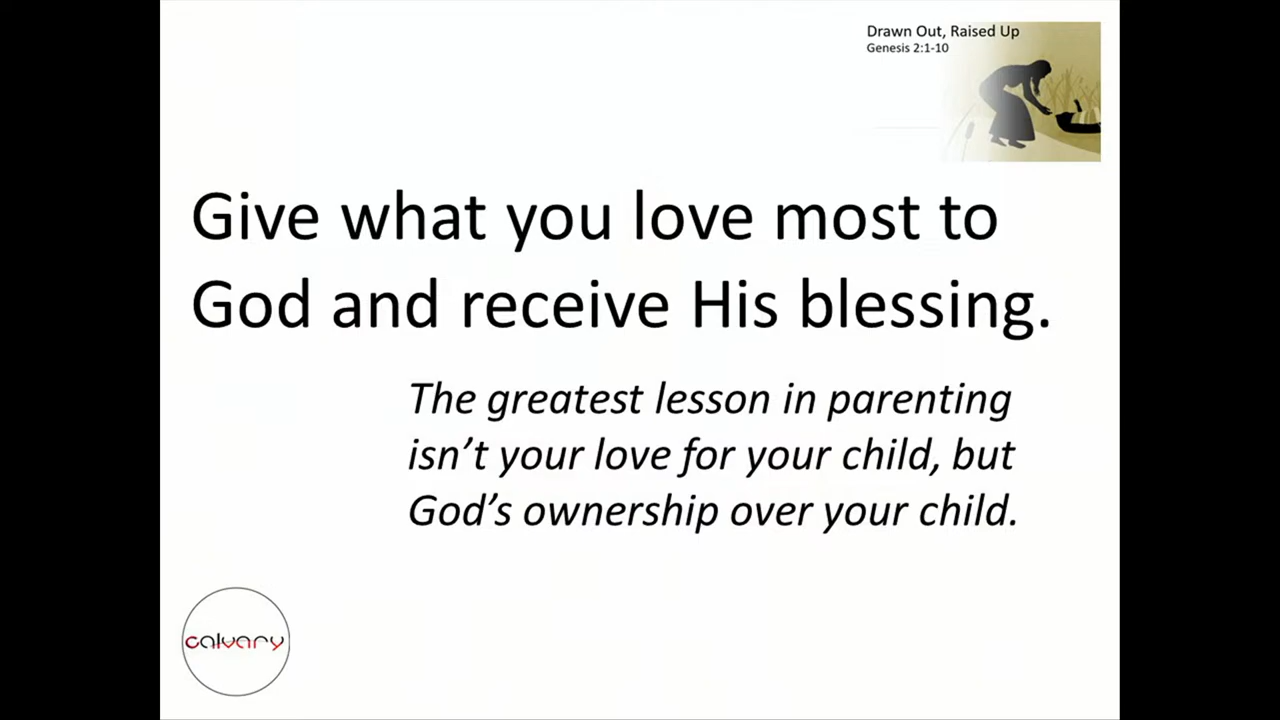 Drawn Out, Raised Up
Genesis 2:1-10
Give what you love most to
God and receive His blessing.
The greatest lesson in parenting
isn't your love for your child, but
God's ownership over your child.
calvary